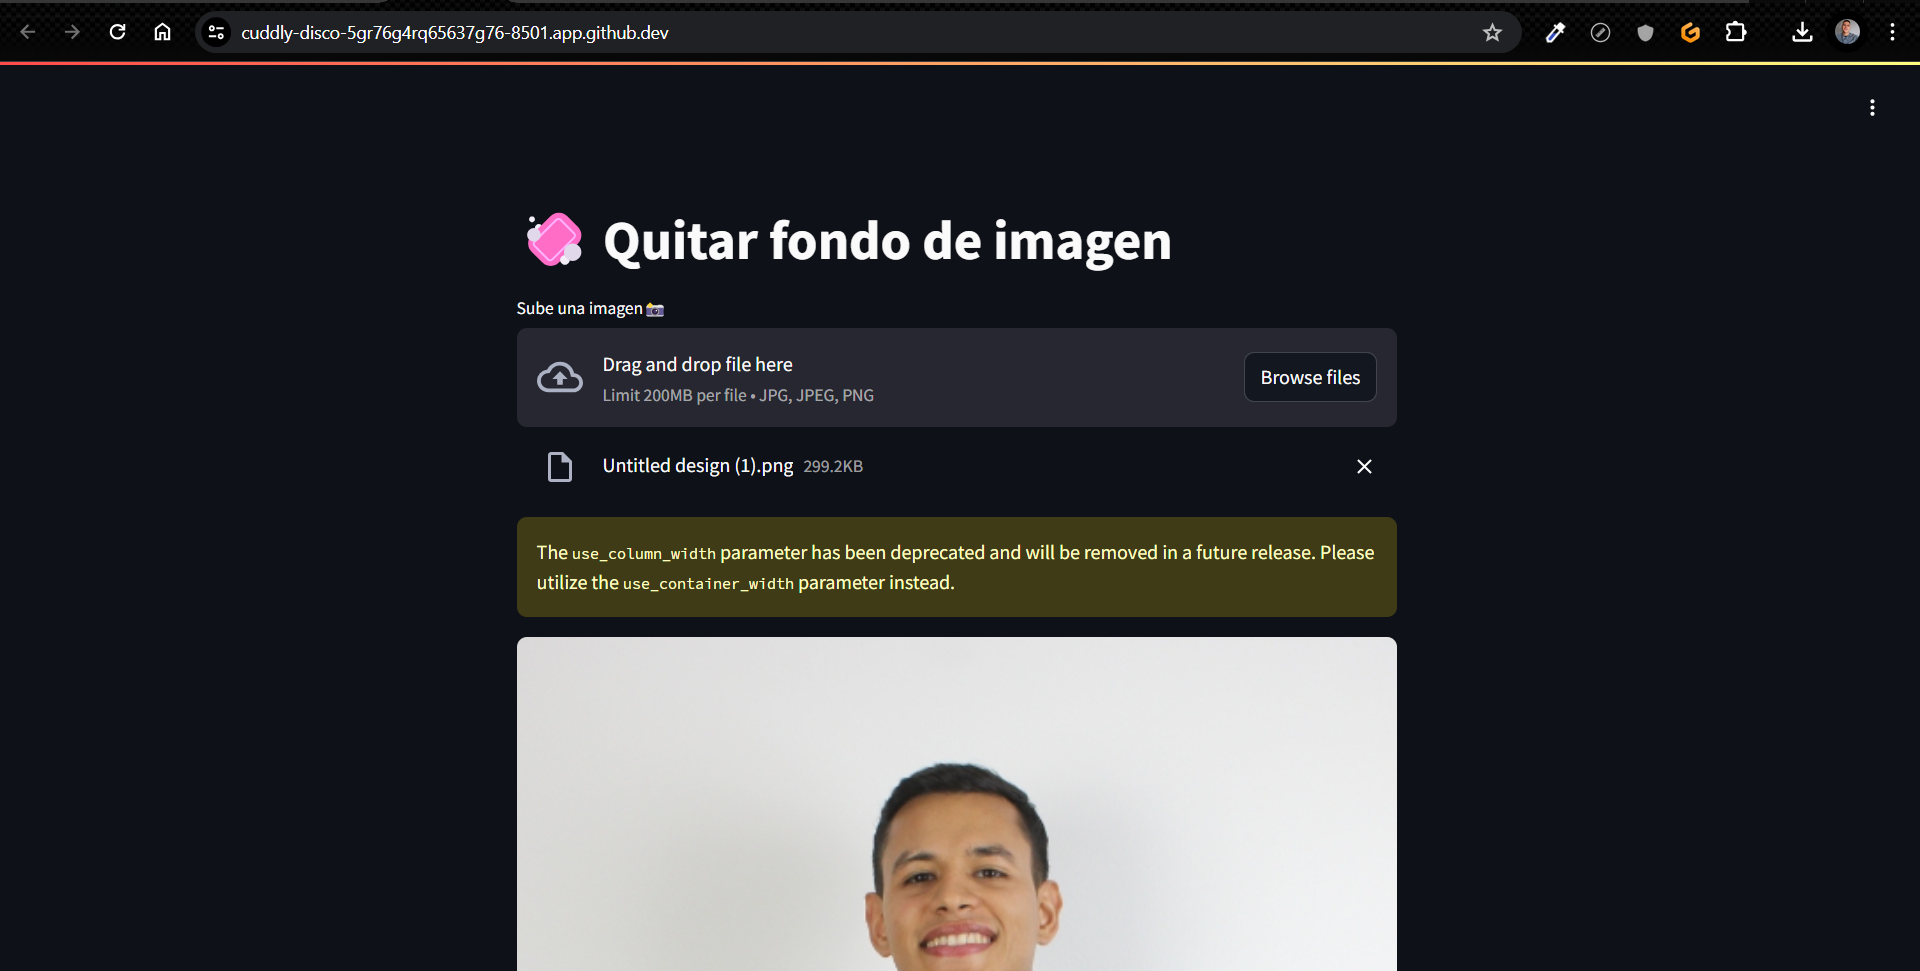 cuddly-disco-5gr76g4rq65637g76-8501.app.github.dev
Quitar fondo de imagen
Sube una imagen
Drag and drop file here
Limit 200MB per file • JPG, JPEG, PNG
Browse files
Untitled design (1).png 299.2KB
The use_column_width parameter has been deprecated and will be removed in a future release. Please
utilize the use_container_width parameter instead.